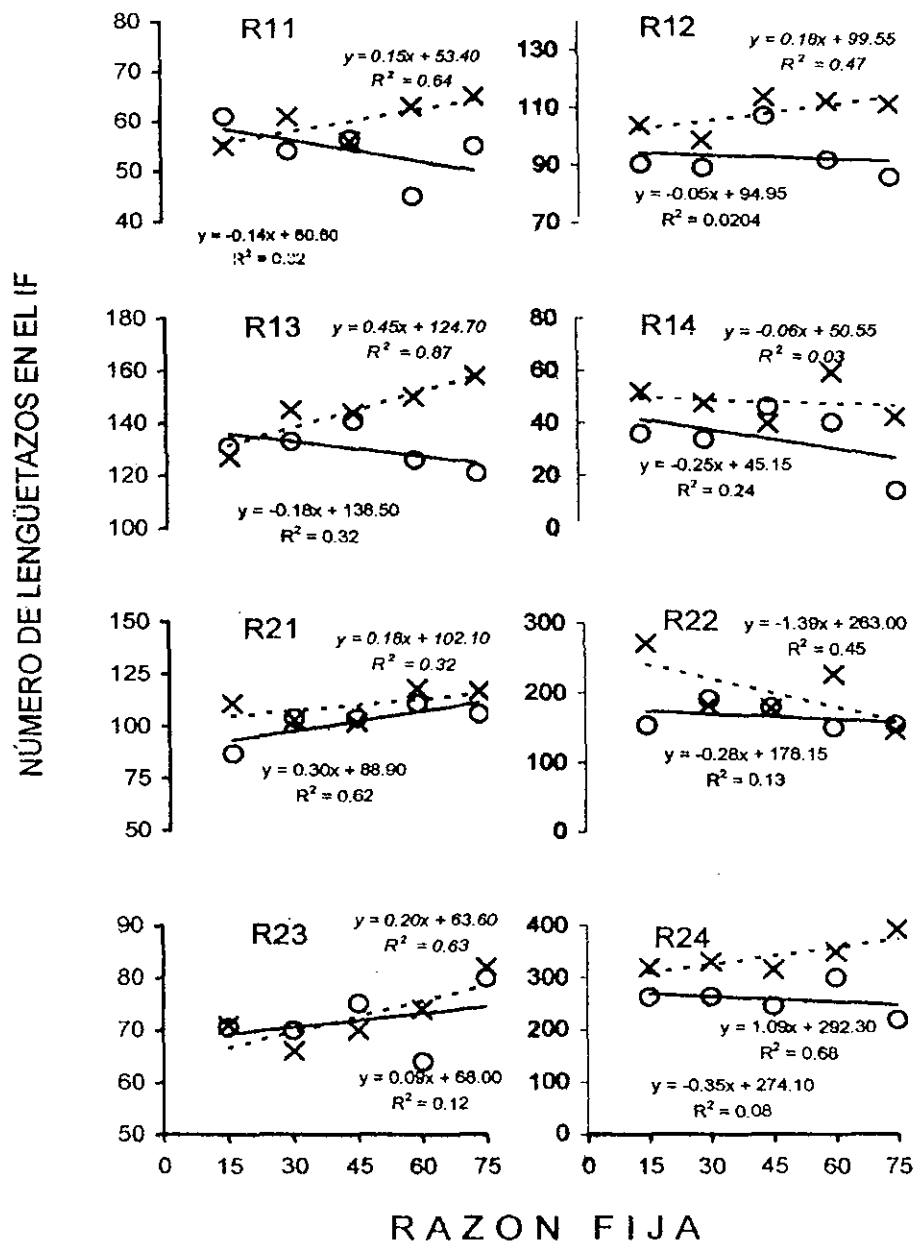 NÚMERO DE LENGÜETAZOS EN EL IF
R11
y = 0.15x + 53.40
R² = 0.64
80
70
60
50
40
y = -0.14x + 60.60
R² = 0.32
R12
y = 0.18x + 99.55
R² = 0.47
130
110
90
70
y = -0.05x + 94.95
R² = 0.0204
R13
y = 0.45x + 124.70
R² = 0.87
180
160
140
120
100
y = -0.18x + 138.50
R² = 0.32
R14
y = -0.06x + 50.55
R² = 0.03
80
60
40
20
0
y = -0.25x + 45.15
R² = 0.24
R21
y = 0.18x + 102.10
R² = 0.32
150
125
100
75
50
y = 0.30x + 88.90
R² = 0.62
R22
y = -1.39x + 263.00
R² = 0.45
300
200
100
0
y = -0.28x + 178.15
R² = 0.13
R23
y = 0.20x + 63.60
R² = 0.63
90
80
70
60
50
y = 0.09x + 68.00
R² = 0.12
0 15 30 45 60 75
R24
400
300
200
100
0
y = 1.09x + 292.30
R² = 0.68
y = -0.35x + 274.10
R² = 0.08
0 15 30 45 60 75
RAZON FIJA